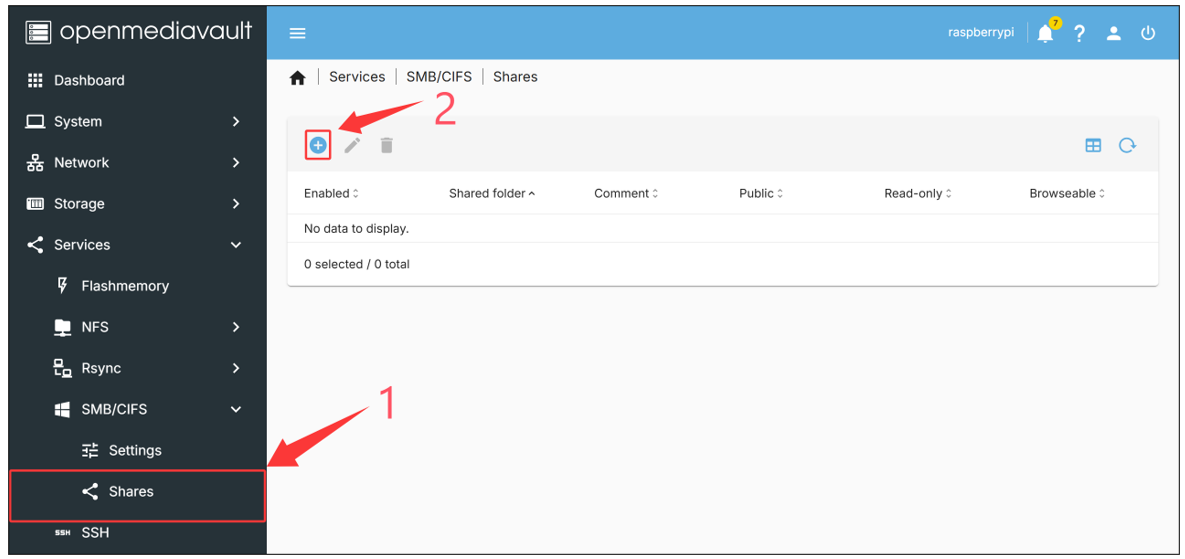 openmediavault
raspberrypi
7
Dashboard
System
Network
Storage
Services
Flashmemory
NFS
Rsync
SMB/CIFS
Settings
Shares
SSH SSH
1
Services | SMB/CIFS | Shares
2
Enabled Shared folder Comment Public Read-only Browseable
No data to display.
0 selected / 0 total